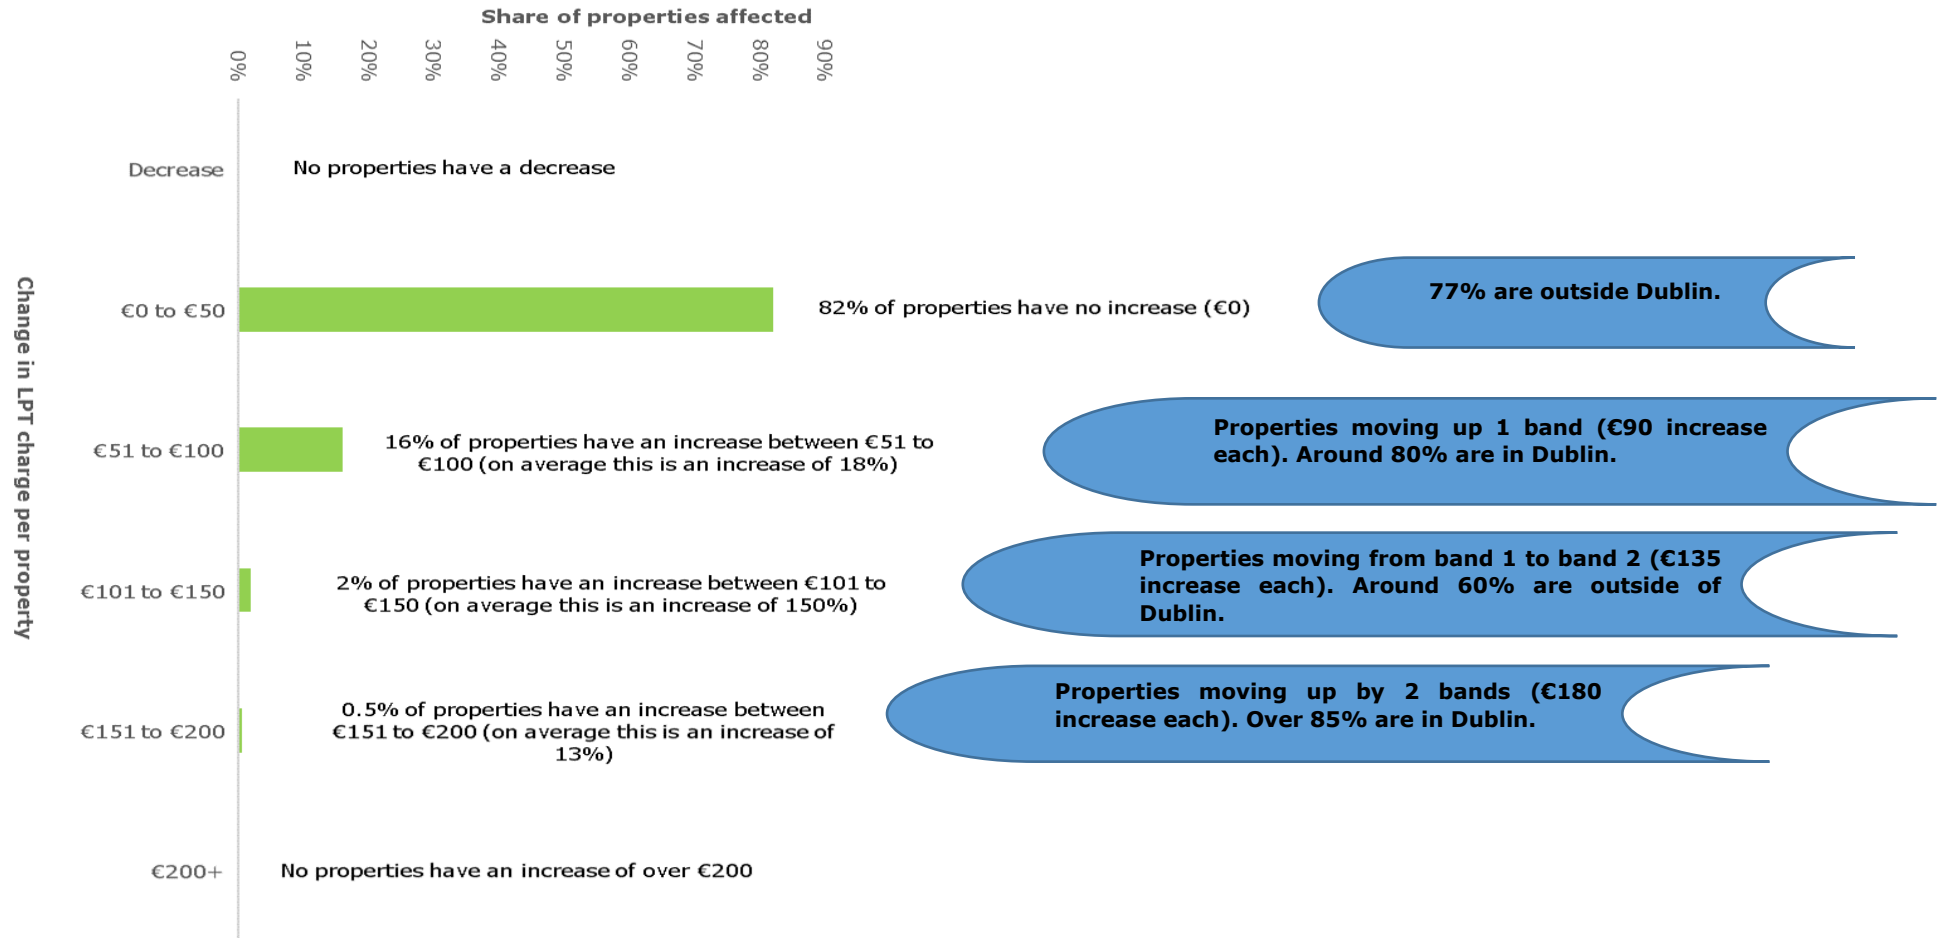 Share of properties affected
0%
10%
20%
30%
40%
50%
60%
70%
80%
90%
Change in LPT charge per property
Decrease
No properties have a decrease
€0 to €50
82% of properties have no increase (€0)
77% are outside Dublin.
€51 to €100
16% of properties have an increase between €51 to
€100 (on average this is an increase of 18%)
Properties moving up 1 band (€90 increase
each). Around 80% are in Dublin.
€101 to €150
2% of properties have an increase between €101 to
€150 (on average this is an increase of 150%)
Properties moving from band 1 to band 2 (€135
increase each). Around 60% are outside of
Dublin.
€151 to €200
0.5% of properties have an increase between
€151 to €200 (on average this is an increase of
13%)
Properties moving up by 2 bands (€180
increase each). Over 85% are in Dublin.
€200+
No properties have an increase of over €200